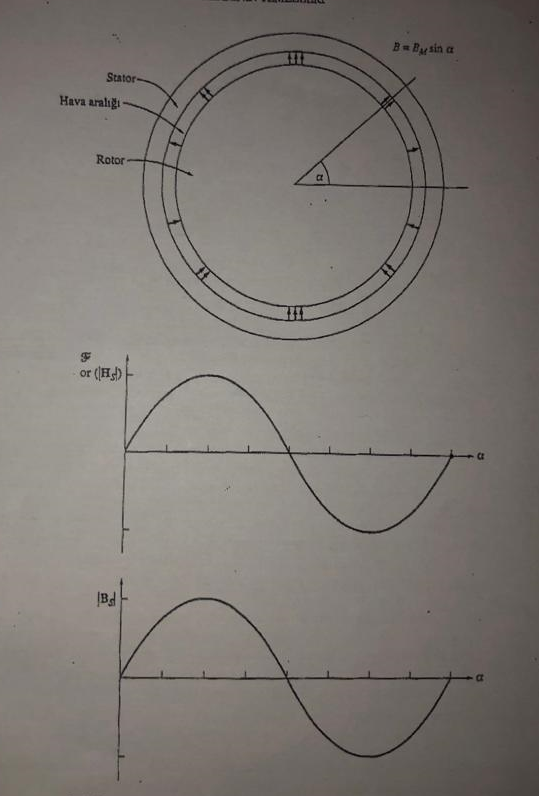 B = B_M sin α
Stator
Hava aralığı
Rotor
α
ℱ
or (|H_S|)
α
|B_S|
α